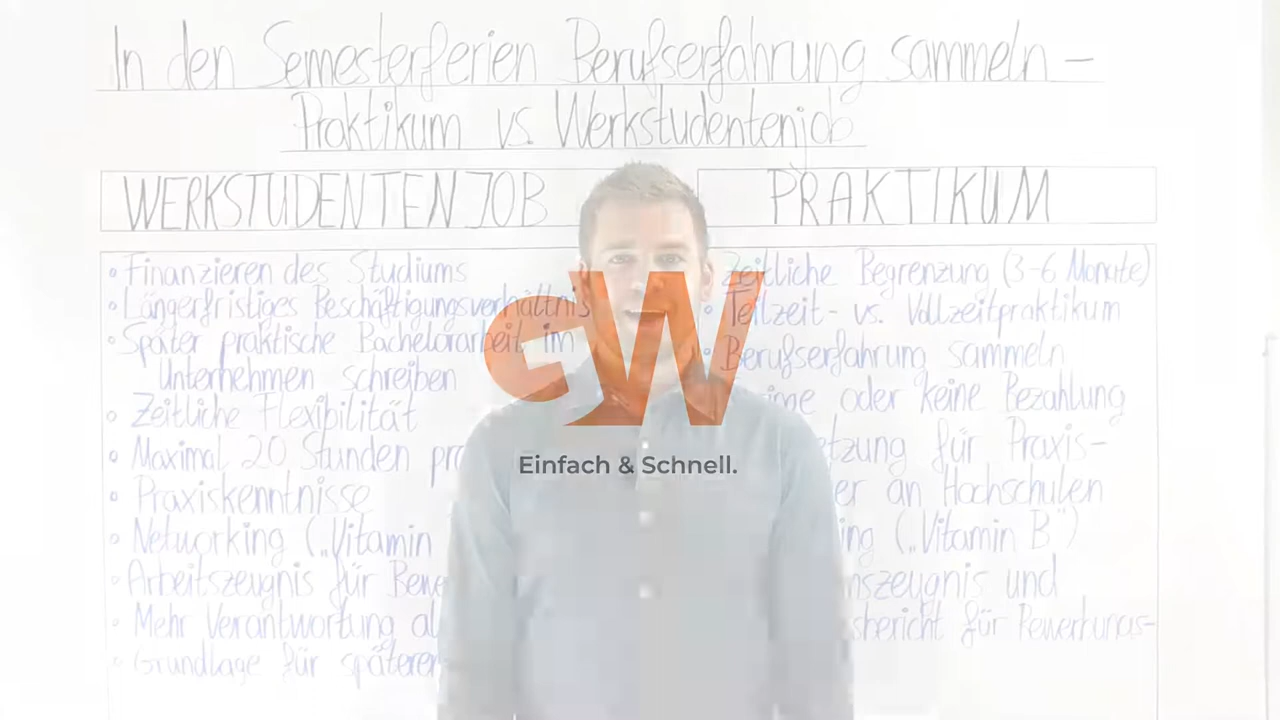 In den Semesterferien Berufserfahrung sammeln –
Praktikum vs. Werkstudentenjob
WERKSTUDENTENJOB
• Finanzieren des Studiums
• Längerfristiges Beschäftigungsverhältnis
• Später praktische Bachelorarbeit im
Unternehmen schreiben
• Zeitliche Flexibilität
• Maximal 20 Stunden
• Praxiskenntnisse
• Networking („Vitamin
• Arbeitszeugnis für
• Mehr Verantwortung
• Grundlage für
PRAKTIKUM
Zeitliche Begrenzung (3-6 Monate)
• Teilzeit- vs. Vollzeitpraktikum
• Berufserfahrung sammeln
oder keine Bezahlung
für Praxis-
an Hochschulen
(„Vitamin B")
und
für Bewerbungs-
GW
Einfach & Schnell.